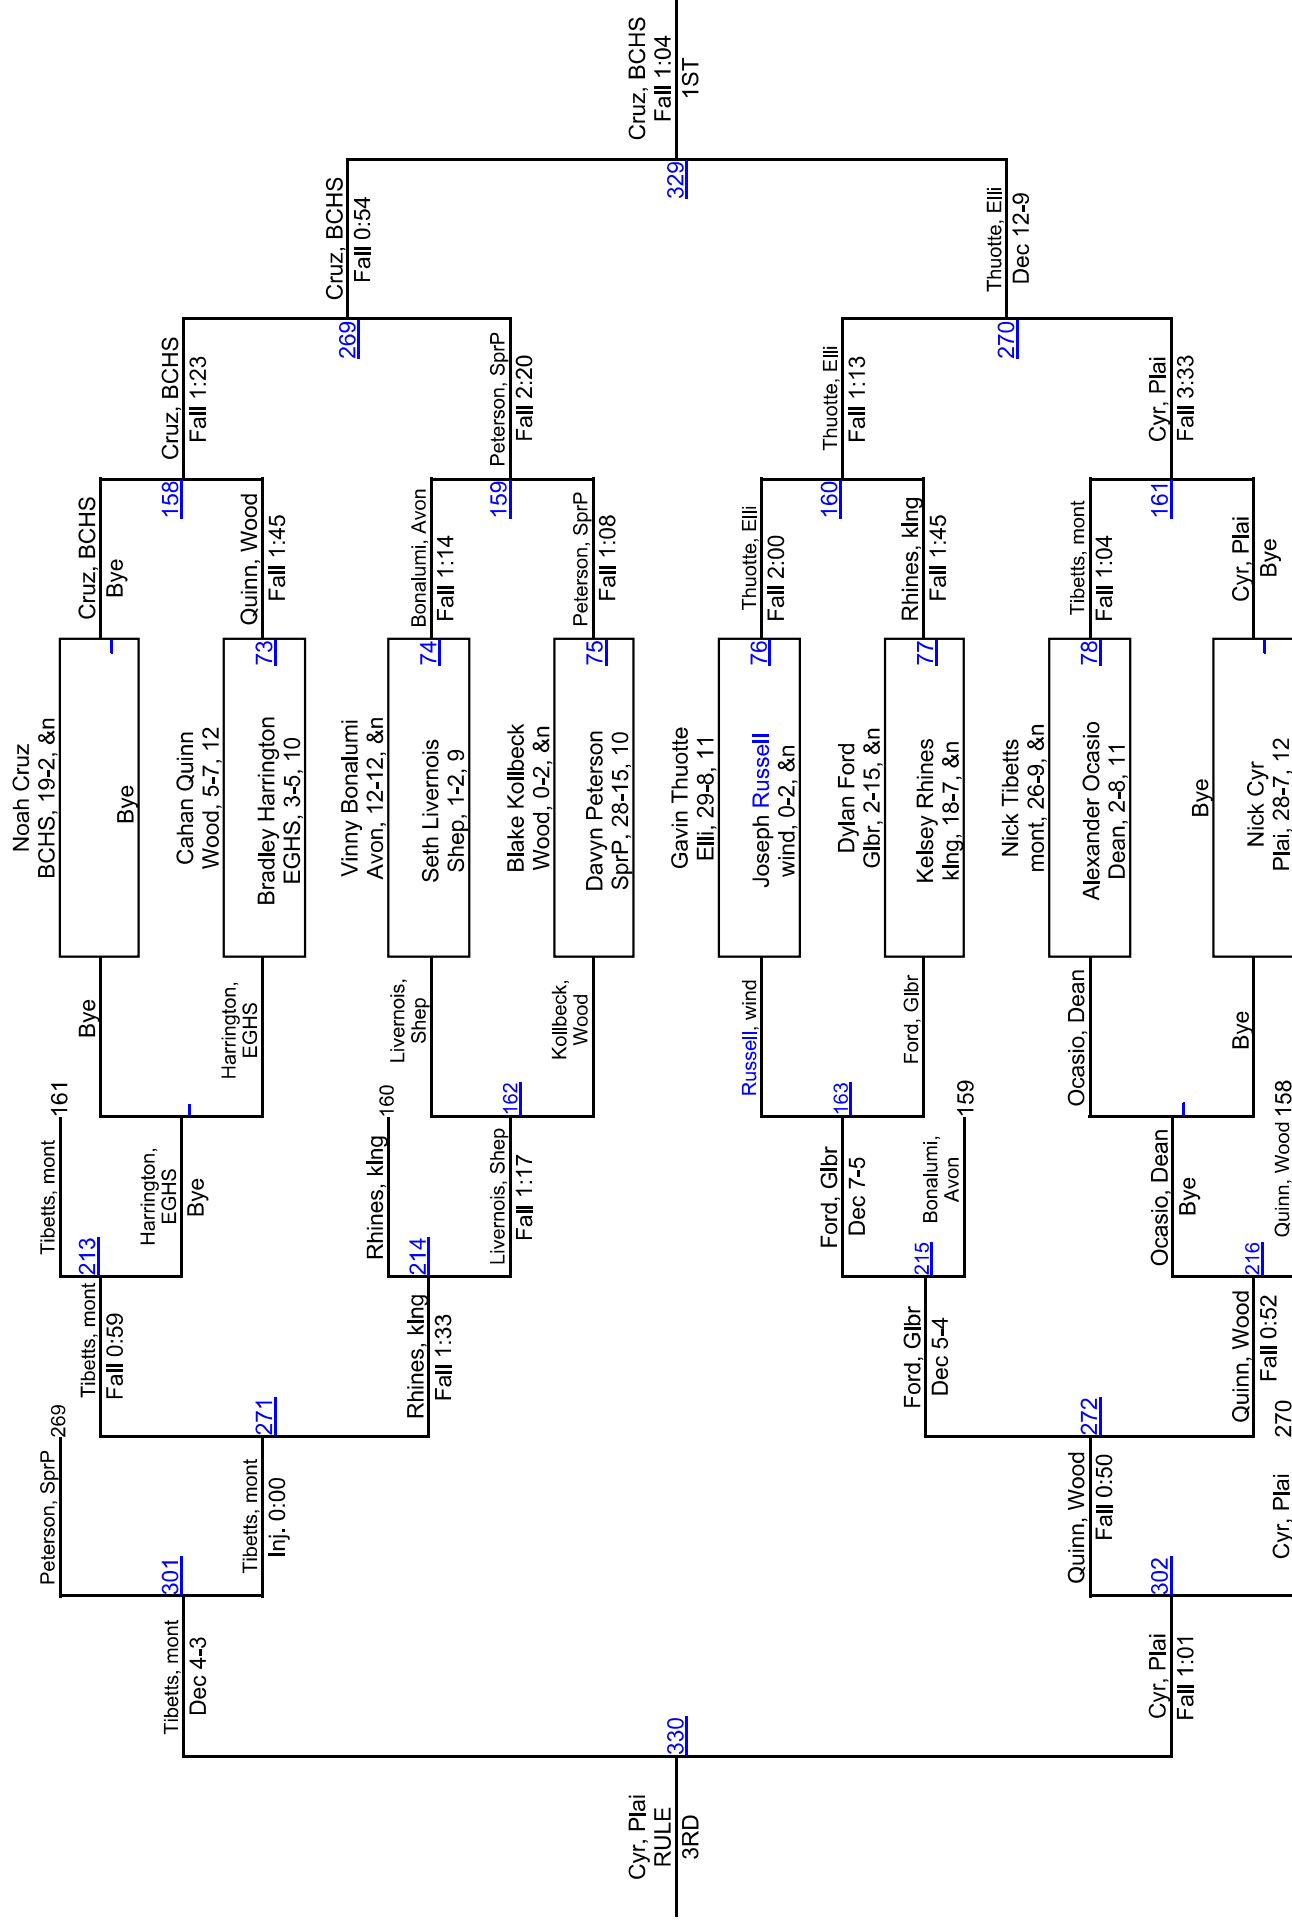 Noah Cruz
BCHS, 19-2, &n
Bye
Cahan Quinn
Wood, 5-7, 12
Bradley Harrington
EGHS, 3-5, 10
73
Vinny Bonalumi
Avon, 12-12, &n
Seth Livernois
Shep, 1-2, 9
74
Blake Kollbeck
Wood, 0-2, &n
Davyn Peterson
SprP, 28-15, 10
75
Gavin Thuotte
Elli, 29-8, 11
Joseph Russell
wind, 0-2, &n
76
Dylan Ford
Glbr, 2-15, &n
Kelsey Rhines
klng, 18-7, &n
77
Nick Tibetts
mont, 26-9, &n
Alexander Ocasio
Dean, 2-8, 11
78
Bye
Nick Cyr
Plai, 28-7, 12
Cruz, BCHS
Bye
158
Quinn, Wood
Fall 1:45
Bonalumi, Avon
Fall 1:14
159
Peterson, SprP
Fall 1:08
Thuotte, Elli
Fall 2:00
160
Rhines, klng
Fall 1:45
Tibetts, mont
Fall 1:04
161
Cyr, Plai
Bye
Cruz, BCHS
Fall 1:23
269
Peterson, SprP
Fall 2:20
Thuotte, Elli
Fall 1:13
270
Cyr, Plai
Fall 3:33
Cruz, BCHS
Fall 0:54
329
Thuotte, Elli
Dec 12-9
Cruz, BCHS
Fall 1:04
1ST
Bye
Harrington,
EGHS
Livernois,
Shep
162
Kollbeck,
Wood
Russell, wind
163
Ford, Glbr
Ocasio, Dean
Bye
Tibetts, mont
161
213
Harrington,
EGHS
Bye
Rhines, klng
160
214
Livernois, Shep
Fall 1:17
Ford, Glbr
Dec 7-5
215
Bonalumi,
Avon
159
Ocasio, Dean
Bye
216
Quinn, Wood
158
Tibetts, mont
Fall 0:59
271
Rhines, klng
Fall 1:33
Ford, Glbr
Dec 5-4
272
Quinn, Wood
Fall 0:52
Peterson, SprP
269
301
Tibetts, mont
Inj. 0:00
Quinn, Wood
Fall 0:50
302
Cyr, Plai
270
Tibetts, mont
Dec 4-3
330
Cyr, Plai
Fall 1:01
Cyr, Plai
RULE
3RD